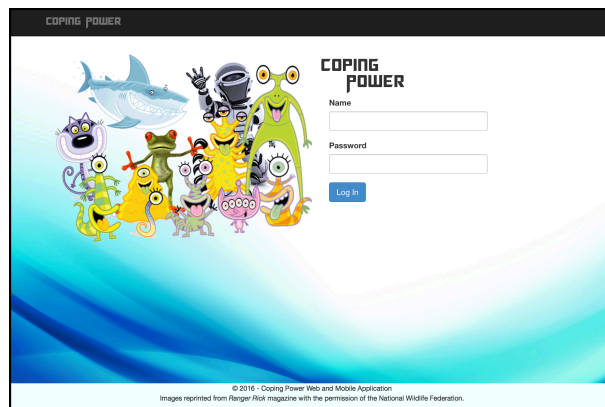 COPING POWER
COPING
POWER
Name
Password
Log In
© 2016 - Coping Power Web and Mobile Application
Images reprinted from Ranger Rick magazine with the permission of the National Wildlife Federation.